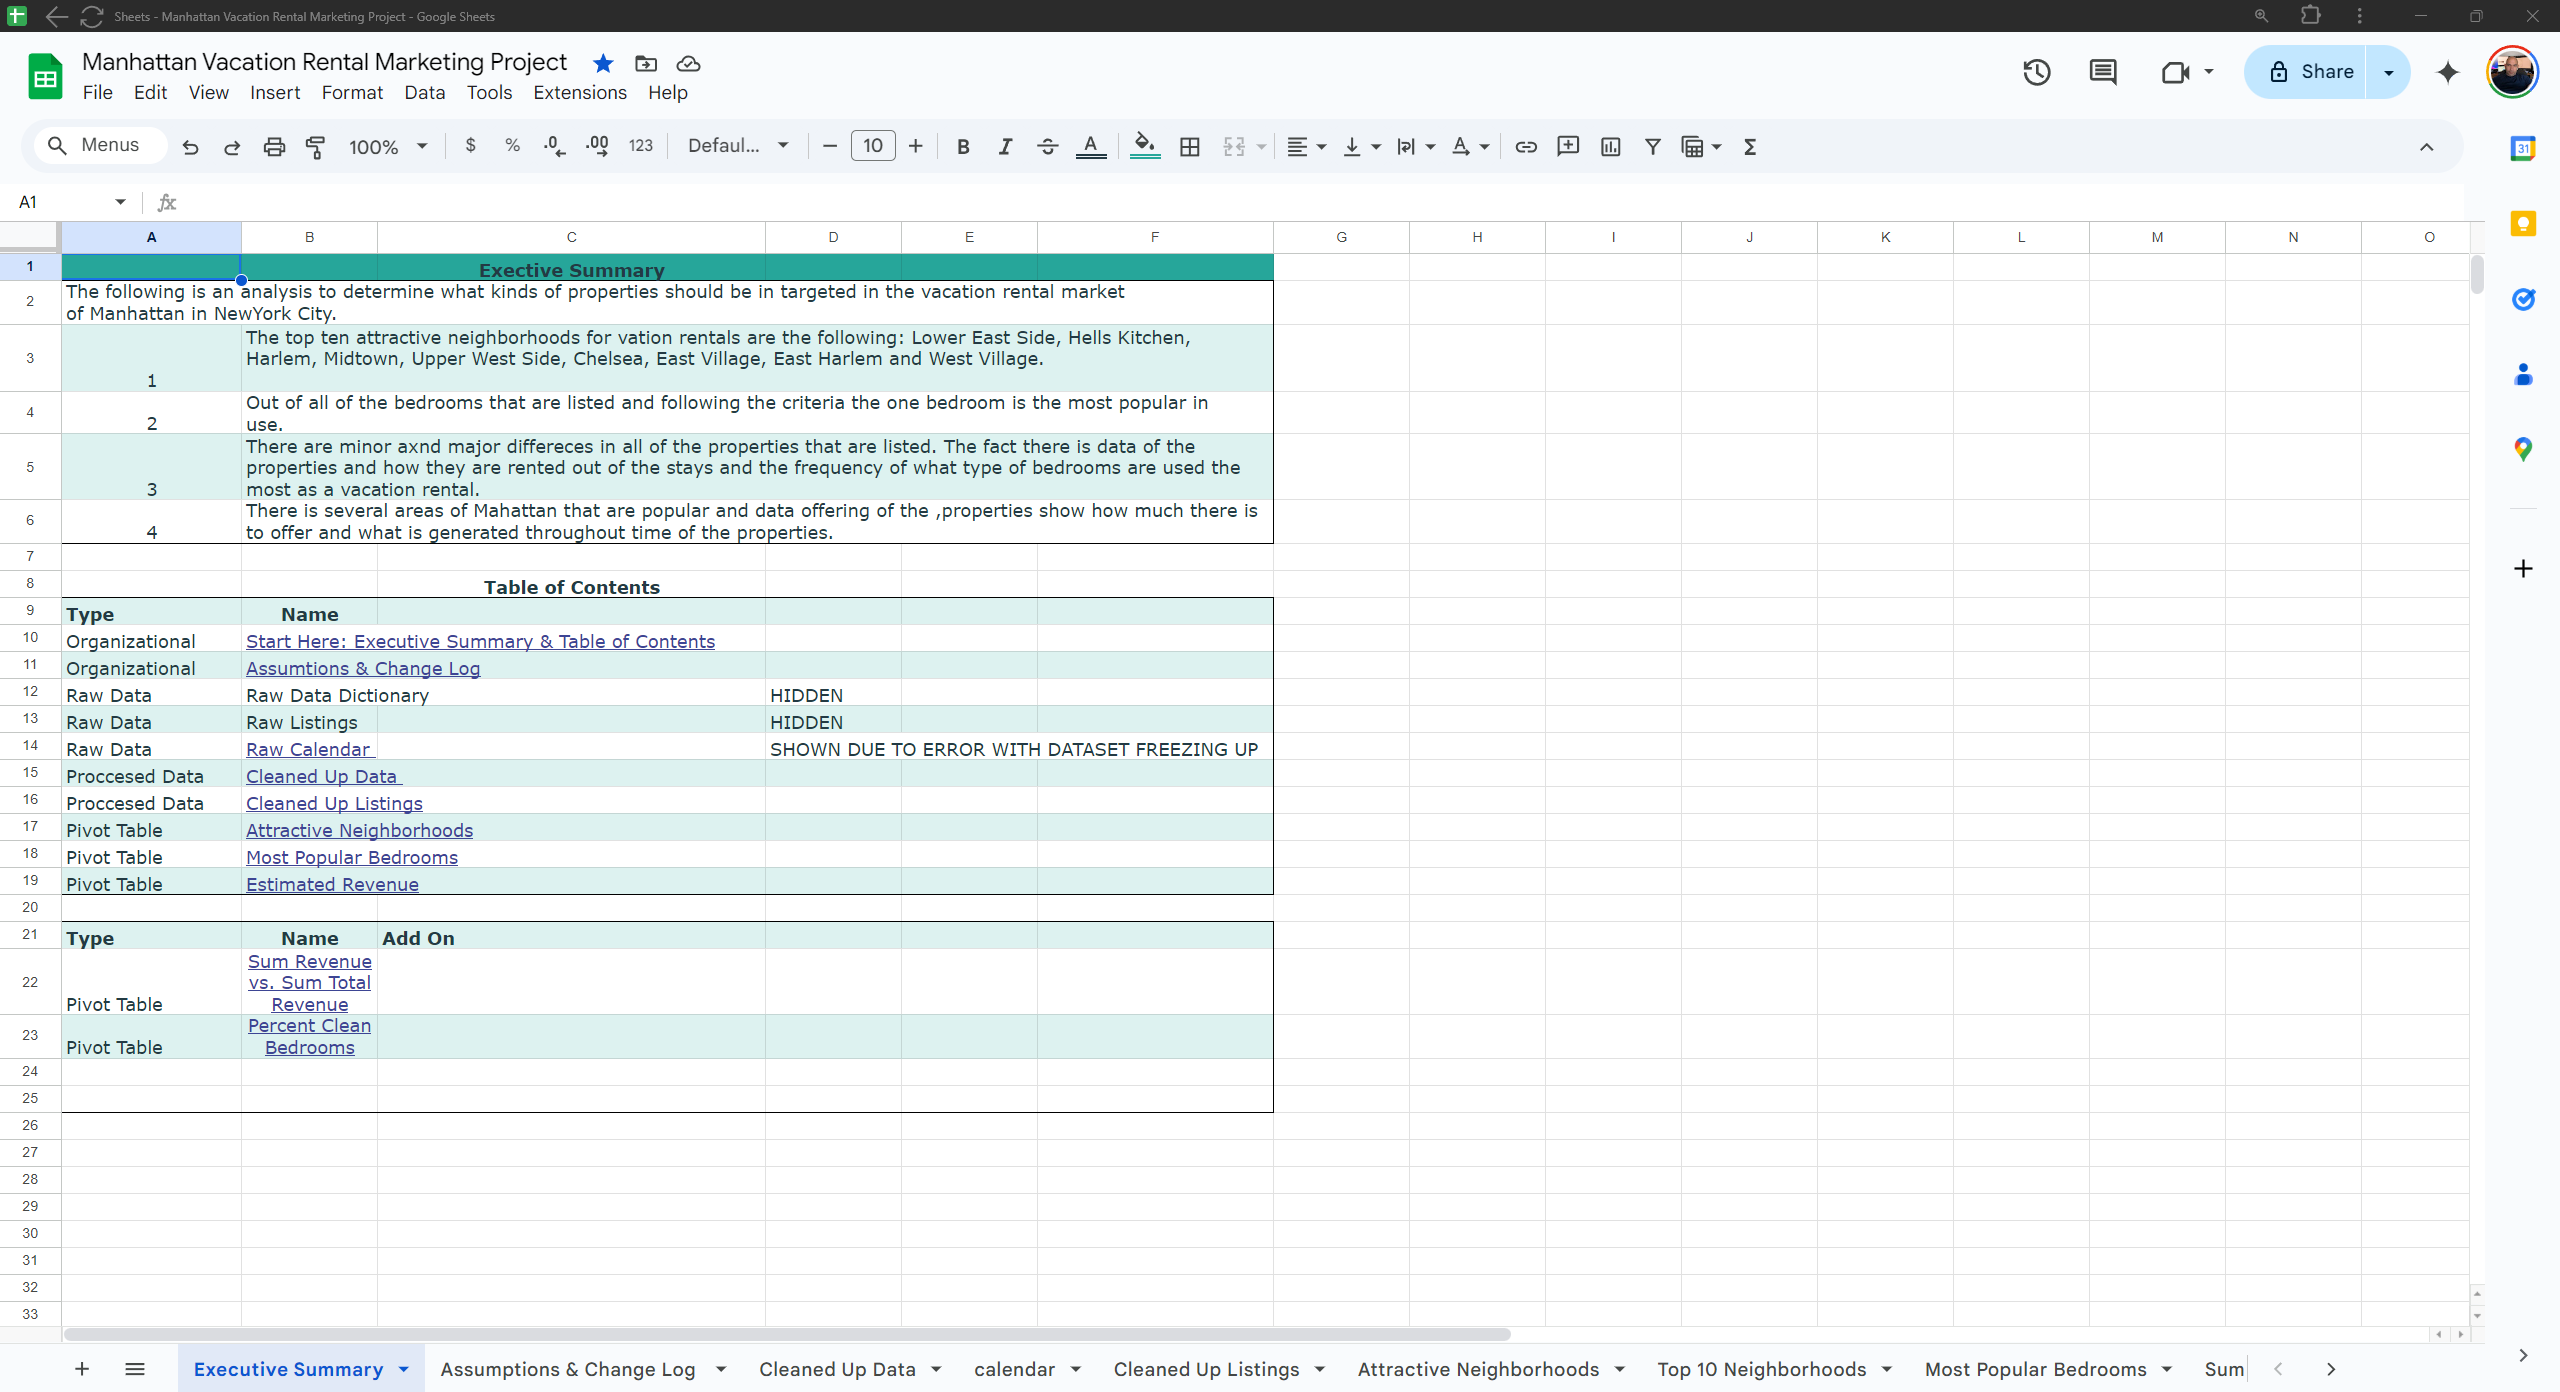 Sheets - Manhattan Vacation Rental Marketing Project - Google Sheets
Manhattan Vacation Rental Marketing Project
File Edit View Insert Format Data Tools Extensions Help
Share
Menus 100% $ % .0 .00 123 Defaul... 10 B I A A Σ
31
A1 fx
A B C D E F G H I J K L M N O
1 Exective Summary
2 The following is an analysis to determine what kinds of properties should be in targeted in the vacation rental market
of Manhattan in NewYork City.
3 1 The top ten attractive neighborhoods for vation rentals are the following: Lower East Side, Hells Kitchen,
Harlem, Midtown, Upper West Side, Chelsea, East Village, East Harlem and West Village.
4 2 Out of all of the bedrooms that are listed and following the criteria the one bedroom is the most popular in
use.
5 3 There are minor axnd major differeces in all of the properties that are listed. The fact there is data of the
properties and how they are rented out of the stays and the frequency of what type of bedrooms are used the
most as a vacation rental.
6 4 There is several areas of Mahattan that are popular and data offering of the ,properties show how much there is
to offer and what is generated throughout time of the properties.
7
8 Table of Contents
9 Type Name
10 Organizational Start Here: Executive Summary & Table of Contents
11 Organizational Assumtions & Change Log
12 Raw Data Raw Data Dictionary HIDDEN
13 Raw Data Raw Listings HIDDEN
14 Raw Data Raw Calendar SHOWN DUE TO ERROR WITH DATASET FREEZING UP
15 Proccesed Data Cleaned Up Data
16 Proccesed Data Cleaned Up Listings
17 Pivot Table Attractive Neighborhoods
18 Pivot Table Most Popular Bedrooms
19 Pivot Table Estimated Revenue
20
21 Type Name Add On
22 Pivot Table Sum Revenue
vs. Sum Total
Revenue
23 Pivot Table Percent Clean
Bedrooms
24
25
26
27
28
29
30
31
32
33
Executive Summary Assumptions & Change Log Cleaned Up Data calendar Cleaned Up Listings Attractive Neighborhoods Top 10 Neighborhoods Most Popular Bedrooms Sum